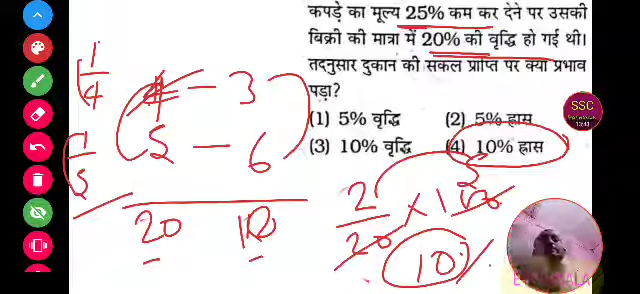 कपड़े का मूल्य 25% कम कर देने पर उसकी
बिक्री की मात्रा में 20% की वृद्धि हो गई थी।
तदनुसार दुकान की सकल प्राप्ति पर क्या प्रभाव
पड़ा?
(1) 5% वृद्धि (2) 5% ह्रास
(3) 10% वृद्धि (4) 10% ह्रास
1/4 4 – 3
1/5 5 – 6
20
2/20 × 100
10%
SSC